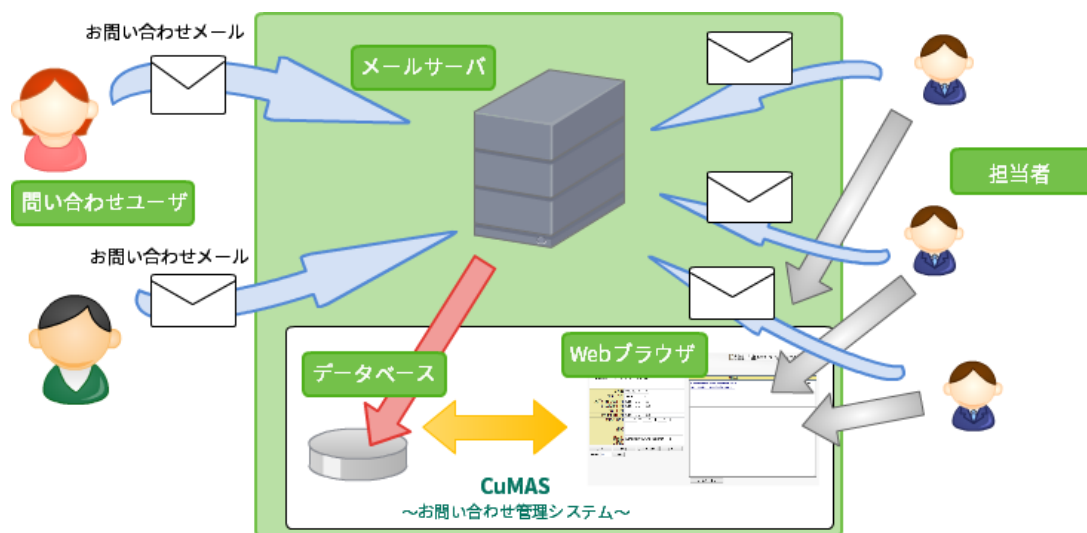 お問い合わせメール
メールサーバ
問い合わせユーザ
担当者
お問い合わせメール
データベース
Webブラウザ
CuMAS
～お問い合わせ管理システム～